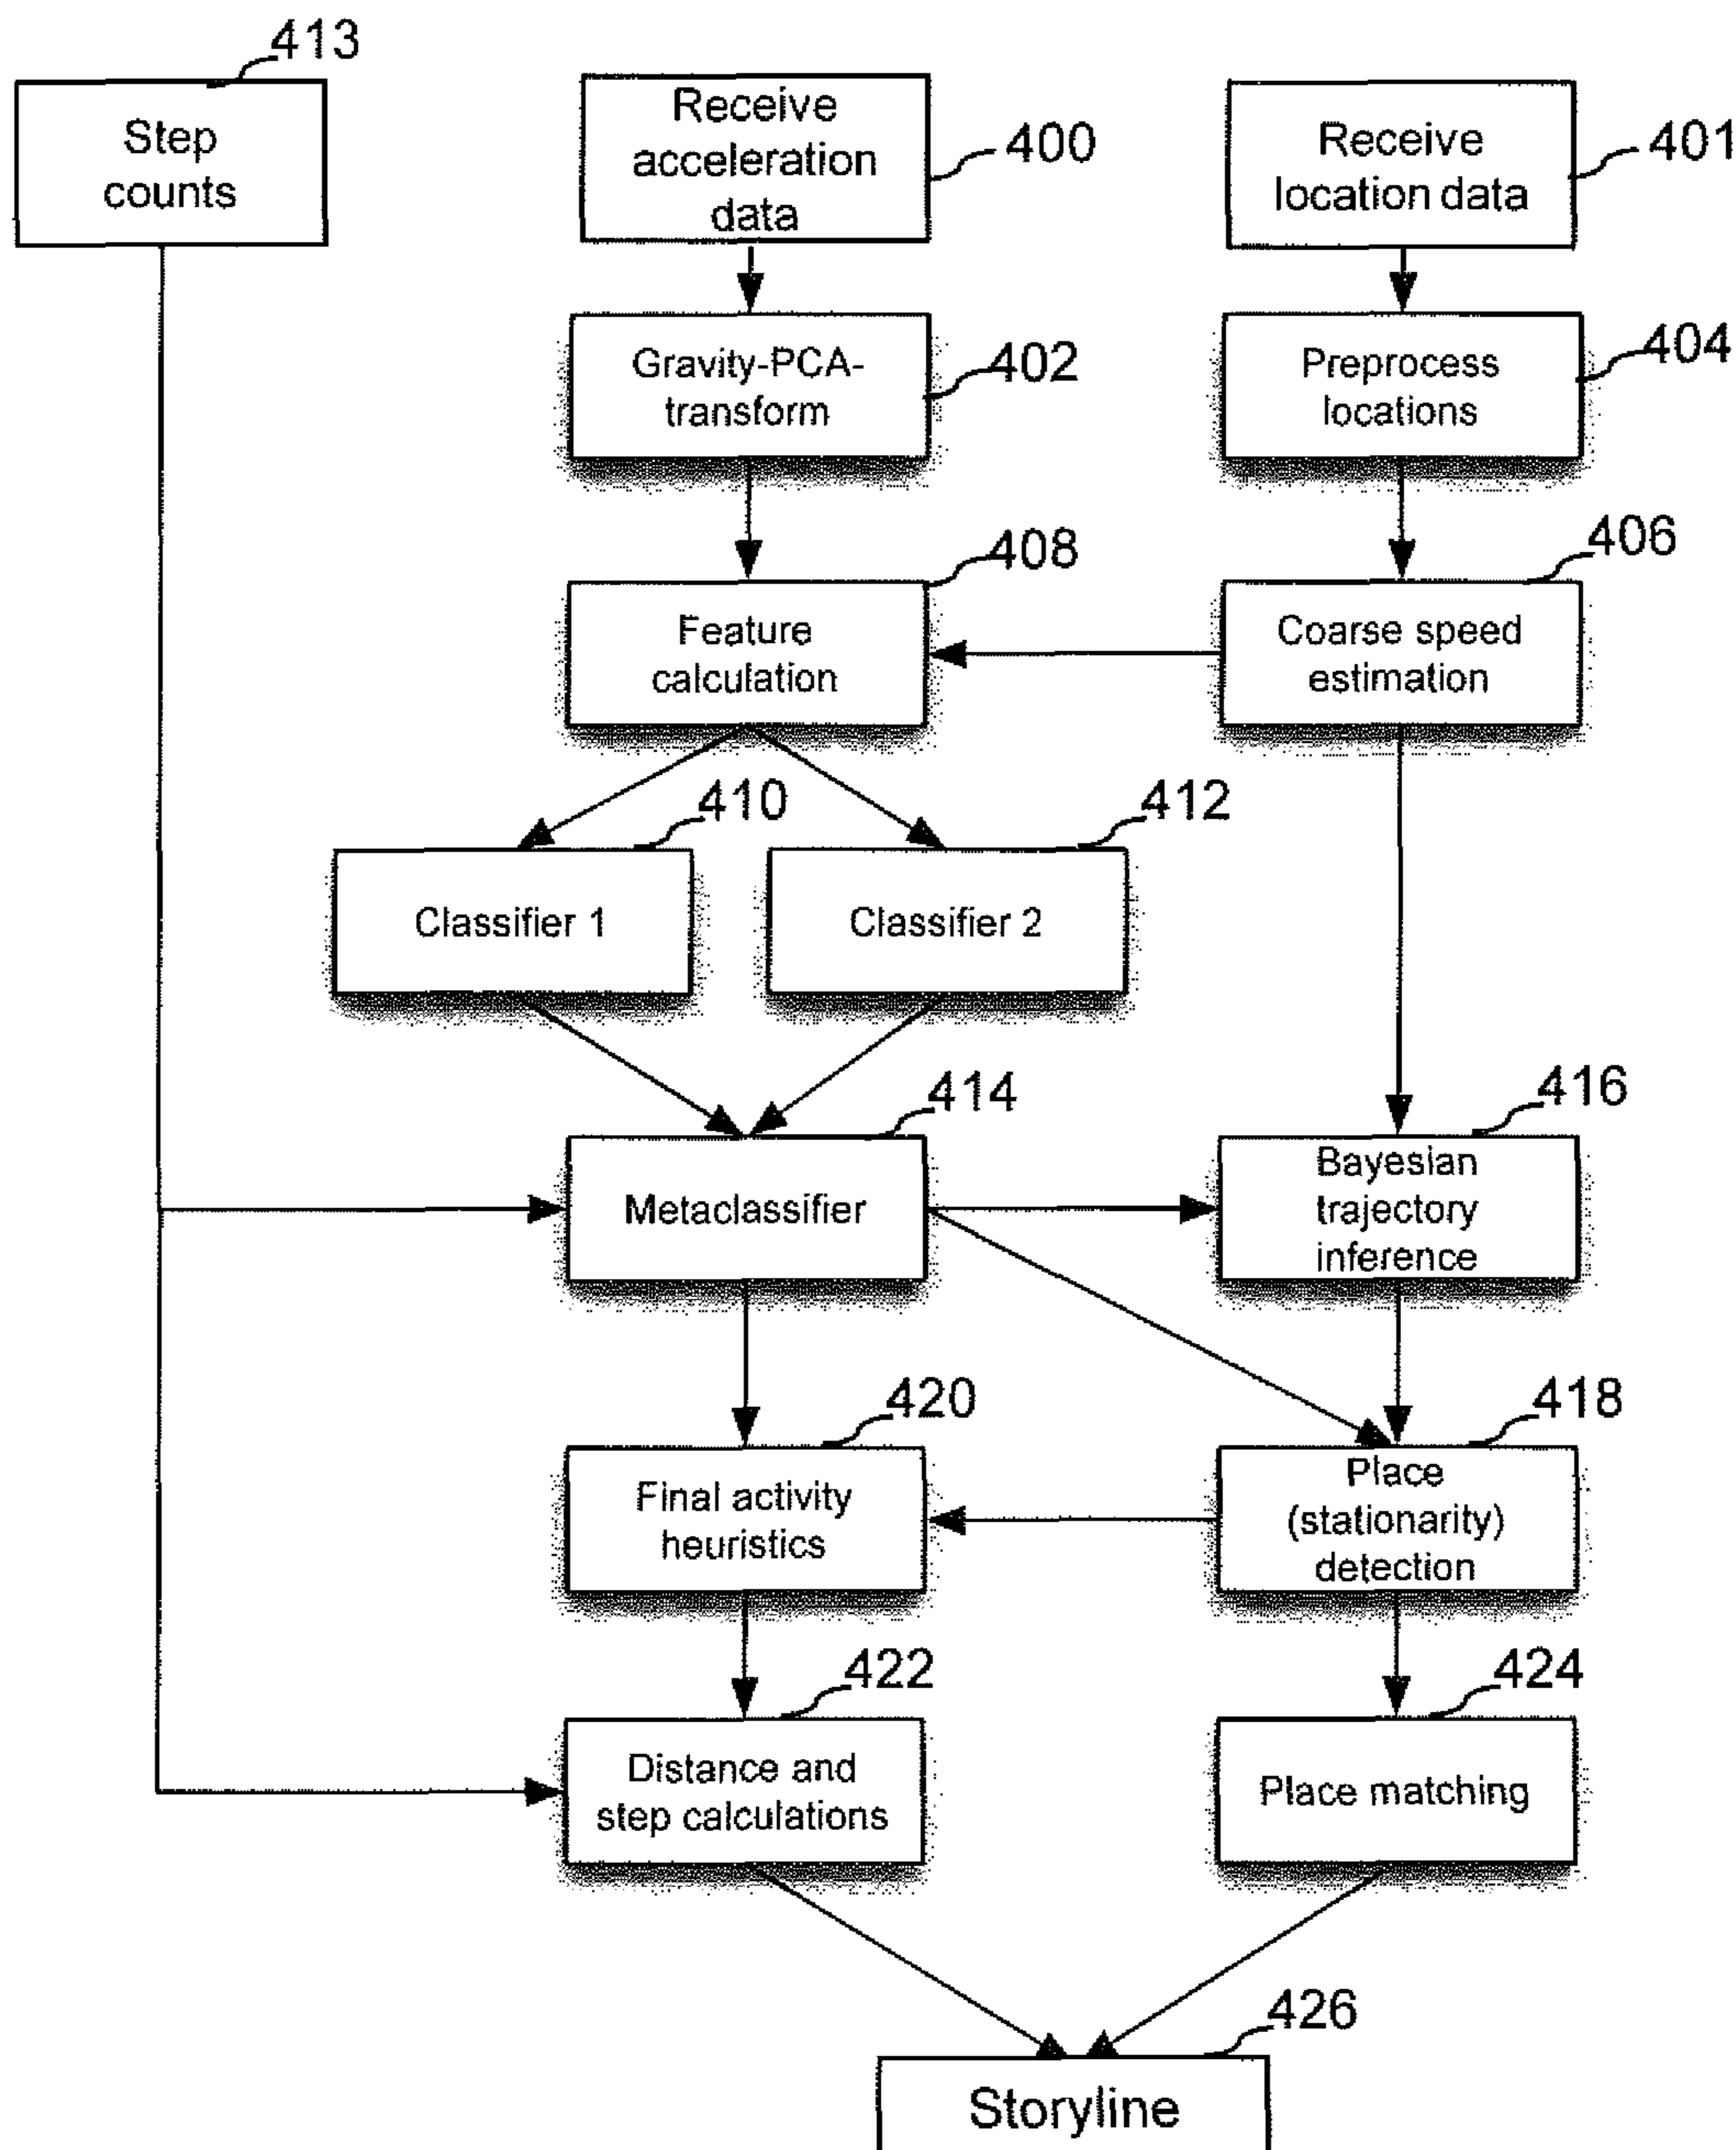 413
Step
counts
Receive
acceleration
data
400
Receive
location data
401
Gravity-PCA-
transform
402
Preprocess
locations
404
408
Feature
calculation
406
Coarse speed
estimation
410
Classifier 1
412
Classifier 2
414
Metaclassifier
416
Bayesian
trajectory
inference
420
Final activity
heuristics
418
Place
(stationarity)
detection
422
Distance and
step calculations
424
Place matching
426
Storyline